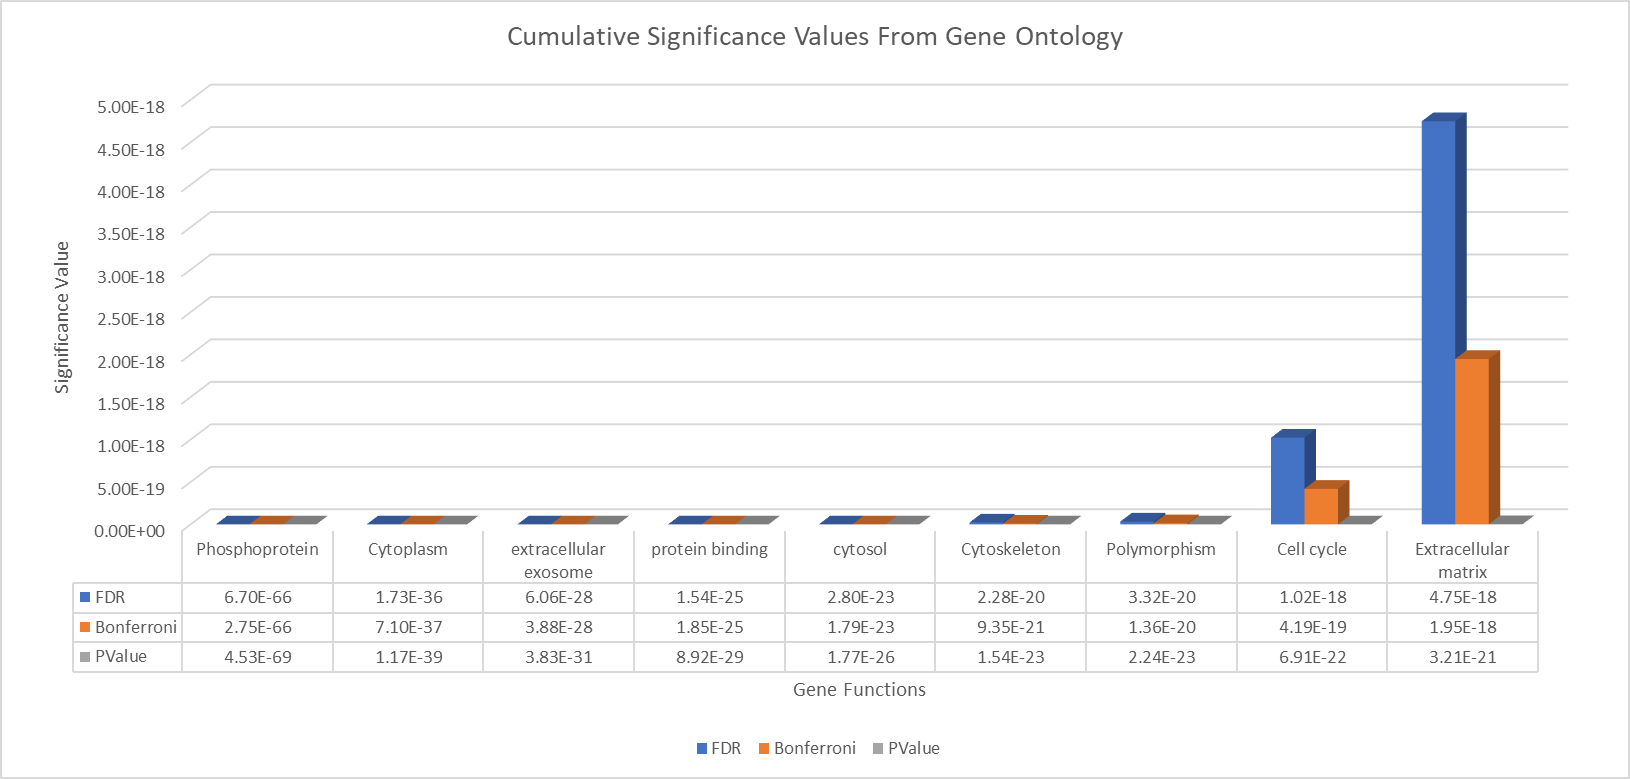 Cumulative Significance Values From Gene Ontology
Significance Value
5.00E-18
4.50E-18
4.00E-18
3.50E-18
3.00E-18
2.50E-18
2.00E-18
1.50E-18
1.00E-18
5.00E-19
0.00E+00
Phosphoprotein Cytoplasm extracellular protein binding cytosol Cytoskeleton Polymorphism Cell cycle Extracellular
exosome matrix
FDR 6.70E-66 1.73E-36 6.06E-28 1.54E-25 2.80E-23 2.28E-20 3.32E-20 1.02E-18 4.75E-18
Bonferroni 2.75E-66 7.10E-37 3.88E-28 1.85E-25 1.79E-23 9.35E-21 1.36E-20 4.19E-19 1.95E-18
PValue 4.53E-69 1.17E-39 3.83E-31 8.92E-29 1.77E-26 1.54E-23 2.24E-23 6.91E-22 3.21E-21
Gene Functions
FDR Bonferroni PValue